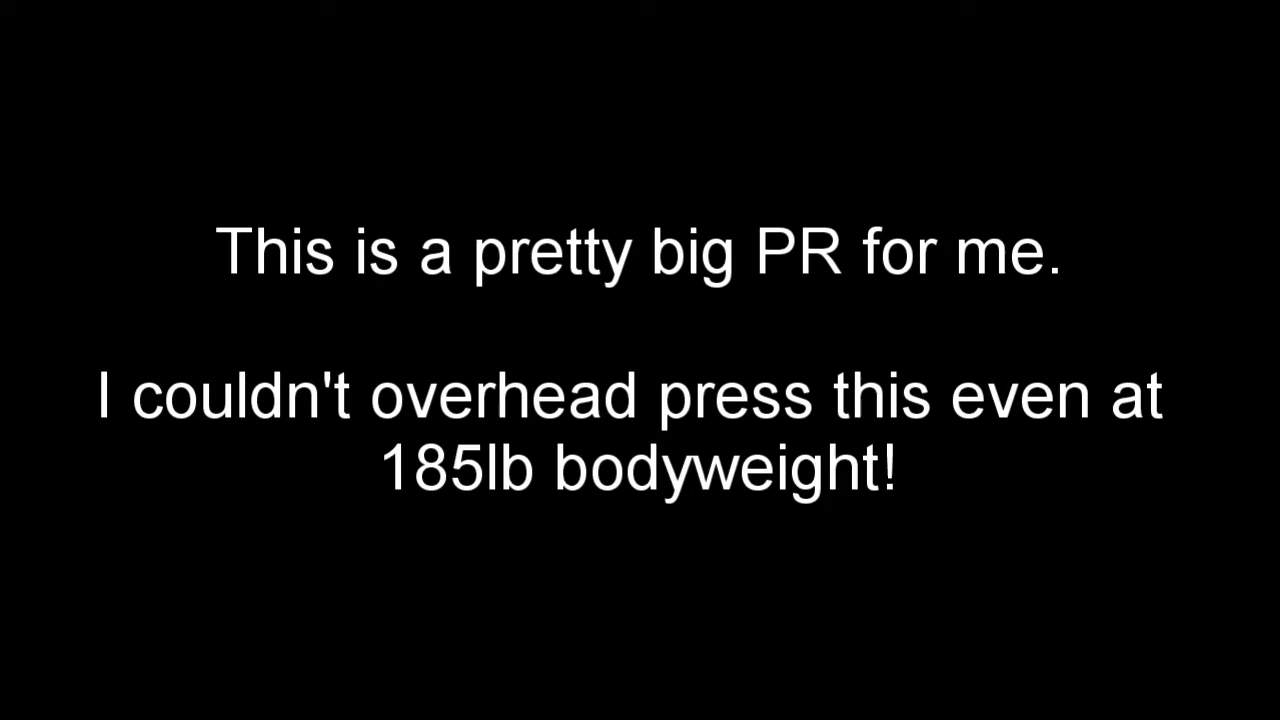 This is a pretty big PR for me.
I couldn't overhead press this even at
185lb bodyweight!